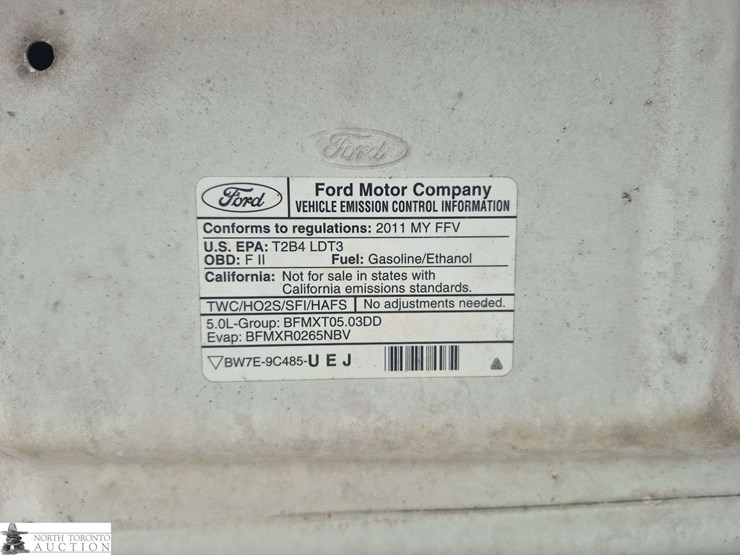 Ford
Ford
Ford Motor Company
VEHICLE EMISSION CONTROL INFORMATION
Conforms to regulations: 2011 MY FFV
U.S. EPA: T2B4 LDT3
OBD: F II Fuel: Gasoline/Ethanol
California: Not for sale in states with
California emissions standards.
TWC/HO2S/SFI/HAFS No adjustments needed.
5.0L-Group: BFMXT05.03DD
Evap: BFMXR0265NBV
▽BW7E-9C485-U E J
NORTH TORONTO
AUCTION